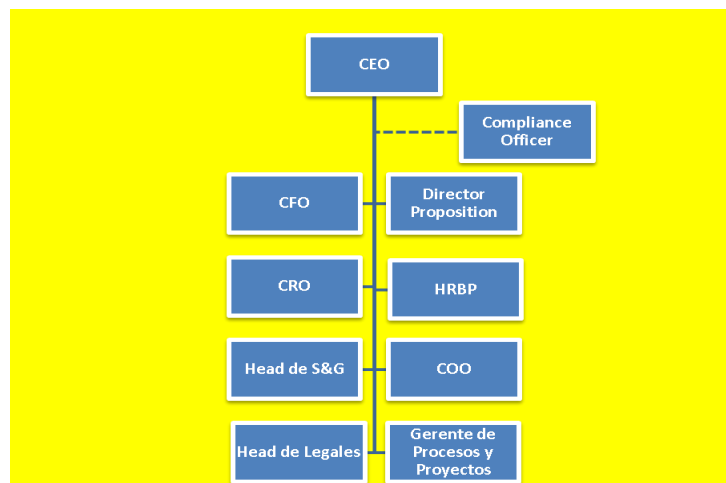 CEO
Compliance
Officer
CFO
Director
Proposition
CRO
HRBP
Head de S&G
COO
Head de Legales
Gerente de
Procesos y
Proyectos